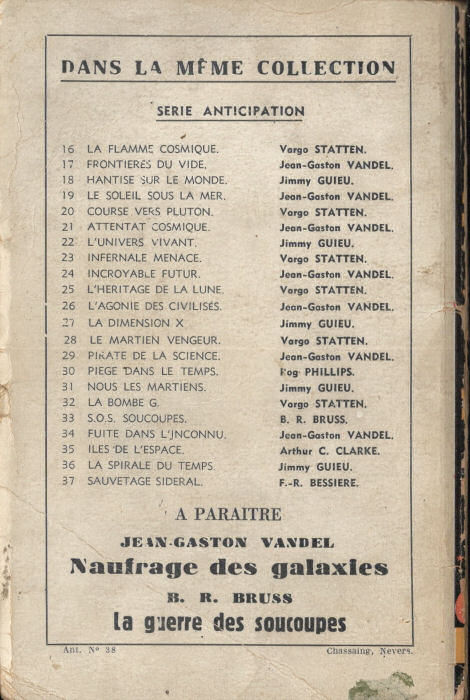 DANS LA MÊME COLLECTION
SERIE ANTICIPATION
16 LA FLAMME COSMIQUE. Vargo STATTEN.
17 FRONTIERES DU VIDE. Jean-Gaston VANDEL.
18 HANTISE SUR LE MONDE. Jimmy GUIEU.
19 LE SOLEIL SOUS LA MER. Jean-Gaston VANDEL.
20 COURSE VERS PLUTON. Vargo STATTEN.
21 ATTENTAT COSMIQUE. Jean-Gaston VANDEL.
22 L'UNIVERS VIVANT. Jimmy GUIEU.
23 INFERNALE MENACE. Vargo STATTEN.
24 INCROYABLE FUTUR. Jean-Gaston VANDEL.
25 L'HERITAGE DE LA LUNE. Vargo STATTEN.
26 L'AGONIE DES CIVILISÉS. Jean-Gaston VANDEL.
27 LA DIMENSION X Jimmy GUIEU.
28 LE MARTIEN VENGEUR. Vargo STATTEN.
29 PIRATE DE LA SCIENCE. Jean-Gaston VANDEL.
30 PIEGE DANS LE TEMPS. Rog PHILLIPS.
31 NOUS LES MARTIENS. Jimmy GUIEU.
32 LA BOMBE G. Vargo STATTEN.
33 S.O.S. SOUCOUPES. B. R. BRUSS.
34 FUITE DANS L'INCONNU. Jean-Gaston VANDEL.
35 ILES DE L'ESPACE. Arthur C. CLARKE.
36 LA SPIRALE DU TEMPS. Jimmy GUIEU.
37 SAUVETAGE SIDERAL. F.-R. BESSIERE.
A PARAITRE
JEAN-GASTON VANDEL
Naufrage des galaxies
B. R. BRUSS
La guerre des soucoupes
Ant. N° 38 Chassaing, Nevers.